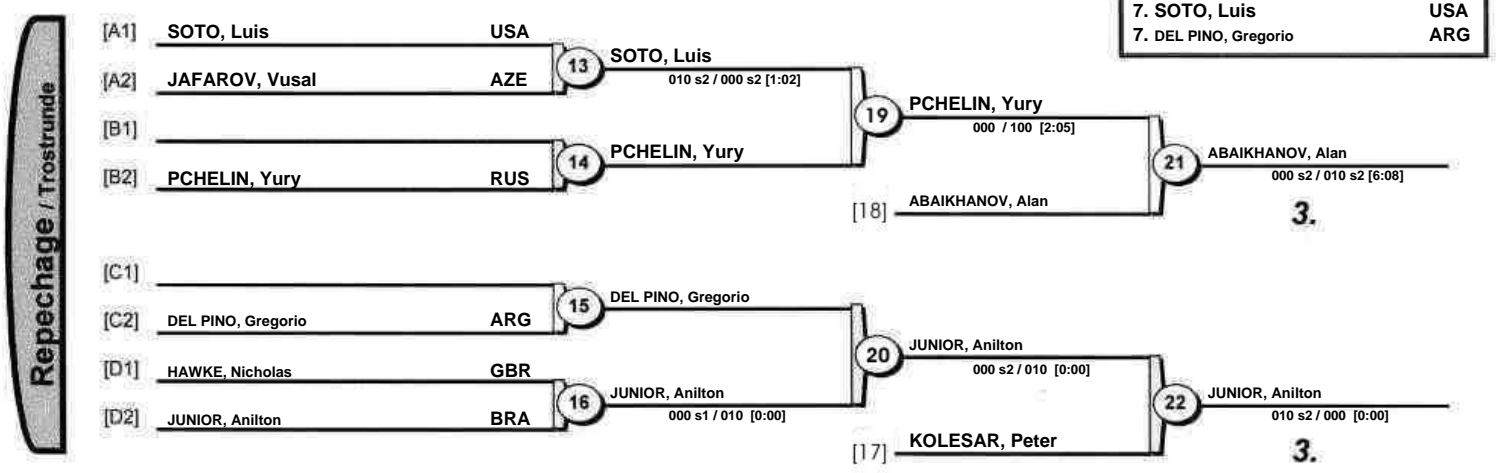 7. SOTO, Luis USA
7. DEL PINO, Gregorio ARG
Repechage / Trostrunde
[A1] SOTO, Luis USA
[A2] JAFAROV, Vusal AZE
13 SOTO, Luis
010 s2 / 000 s2 [1:02]
[B1]
[B2] PCHELIN, Yury RUS
14 PCHELIN, Yury
19 PCHELIN, Yury
000 / 100 [2:05]
[18] ABAIKHANOV, Alan
21 ABAIKHANOV, Alan
000 s2 / 010 s2 [6:08]
3.
[C1]
[C2] DEL PINO, Gregorio ARG
15 DEL PINO, Gregorio
[D1] HAWKE, Nicholas GBR
[D2] JUNIOR, Anilton BRA
16 JUNIOR, Anilton
000 s1 / 010 [0:00]
20 JUNIOR, Anilton
000 s2 / 010 [0:00]
[17] KOLESAR, Peter
22 JUNIOR, Anilton
010 s2 / 000 [0:00]
3.